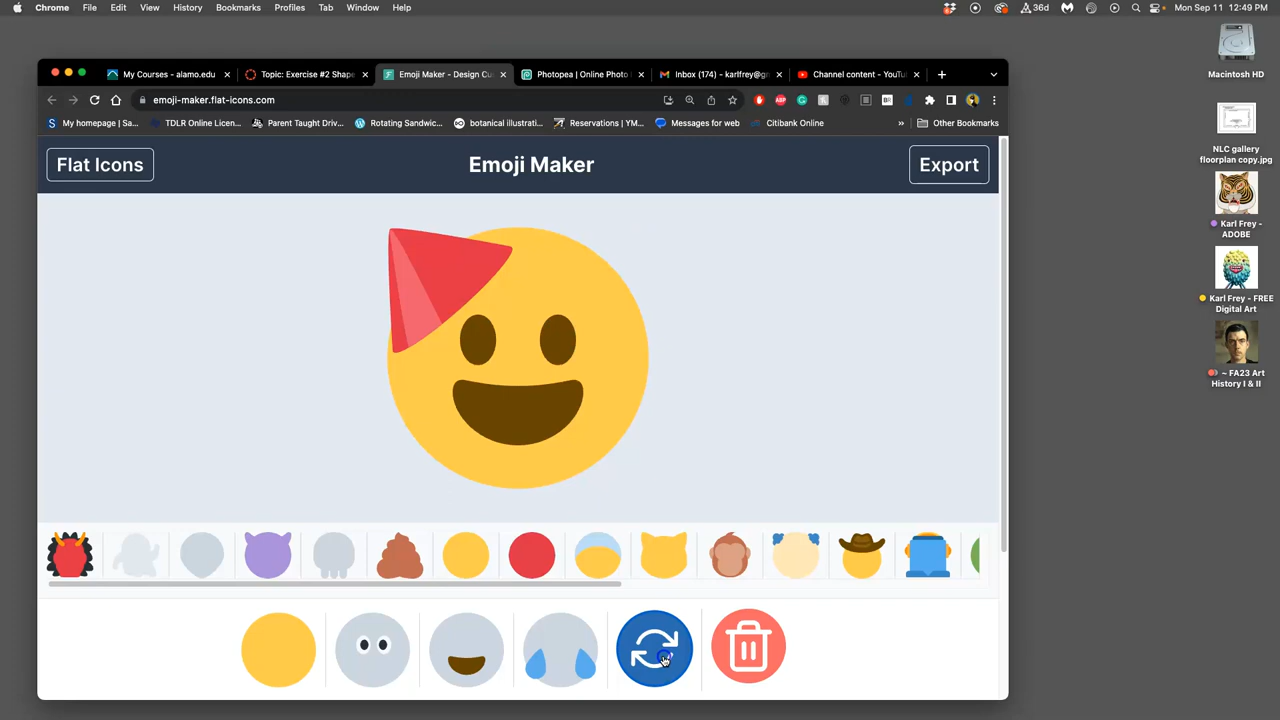 Chrome File Edit View History Bookmarks Profiles Tab Window Help 36d Mon Sep 11 12:49 PM
My Courses - alamo.edu Topic: Exercise #2 Shape Emoji Maker - Design Cu Photopea | Online Photo Inbox (174) - karlfrey@g Channel content - YouTu
emoji-maker.flat-icons.com
My homepage | Sa... TDLR Online Licen... Parent Taught Driv... Rotating Sandwic... botanical illus Reservations | YM... Messages for web Calibre Online » Other Bookmarks
Flat Icons Emoji Maker Export
Macintosh HD
NLC gallery
floorplan copy.jpg
Karl Frey -
ADOBE
Karl Frey - FREE
Digital Art
~ FA23 Art
History I & II